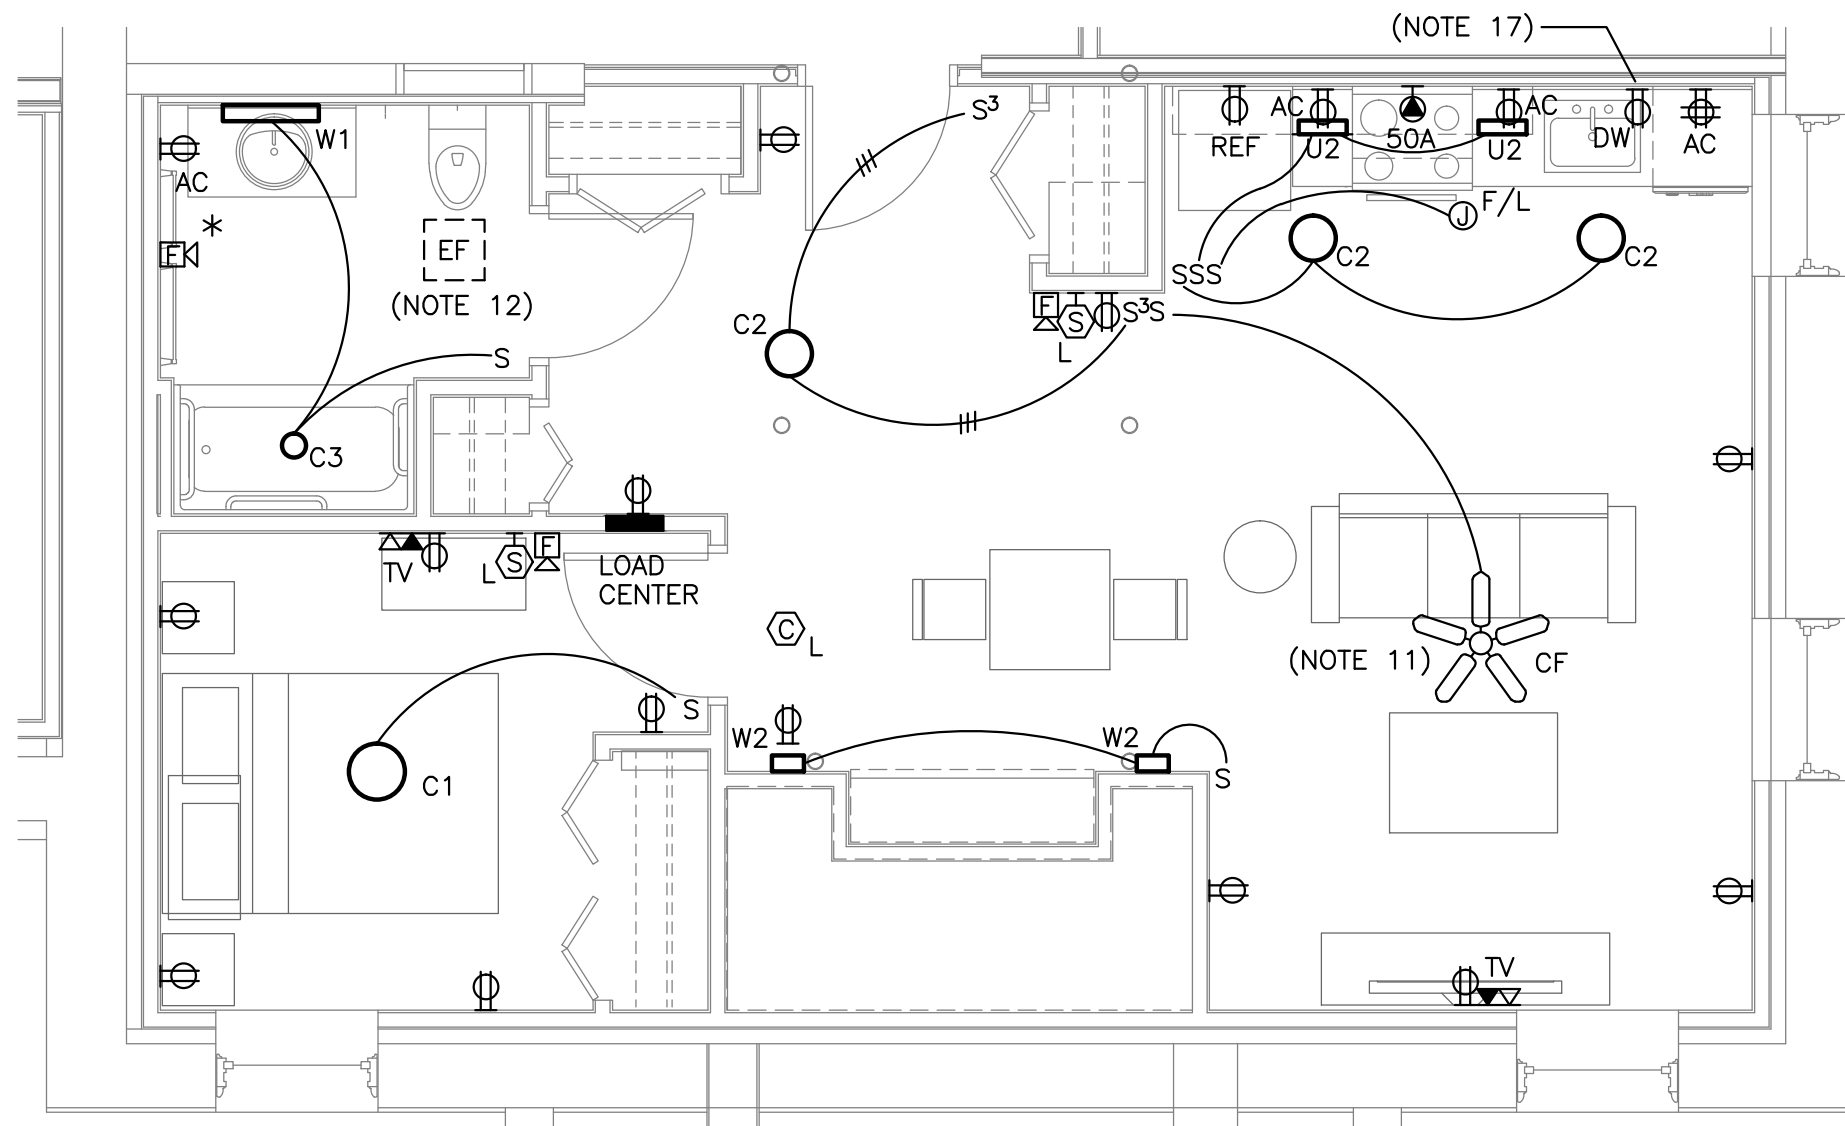 (NOTE 17)
S³
W1
AC
AC
AC
50A
REF
U2
U2
DW
AC
AC
*
F
EF
(NOTE 12)
J
F/L
C2
C2
SSS
F
S
L
S³S
C2
S
C3
TV
L
S
F
LOAD
CENTER
C
L
(NOTE 11)
CF
S
W2
W2
S
C1
TV